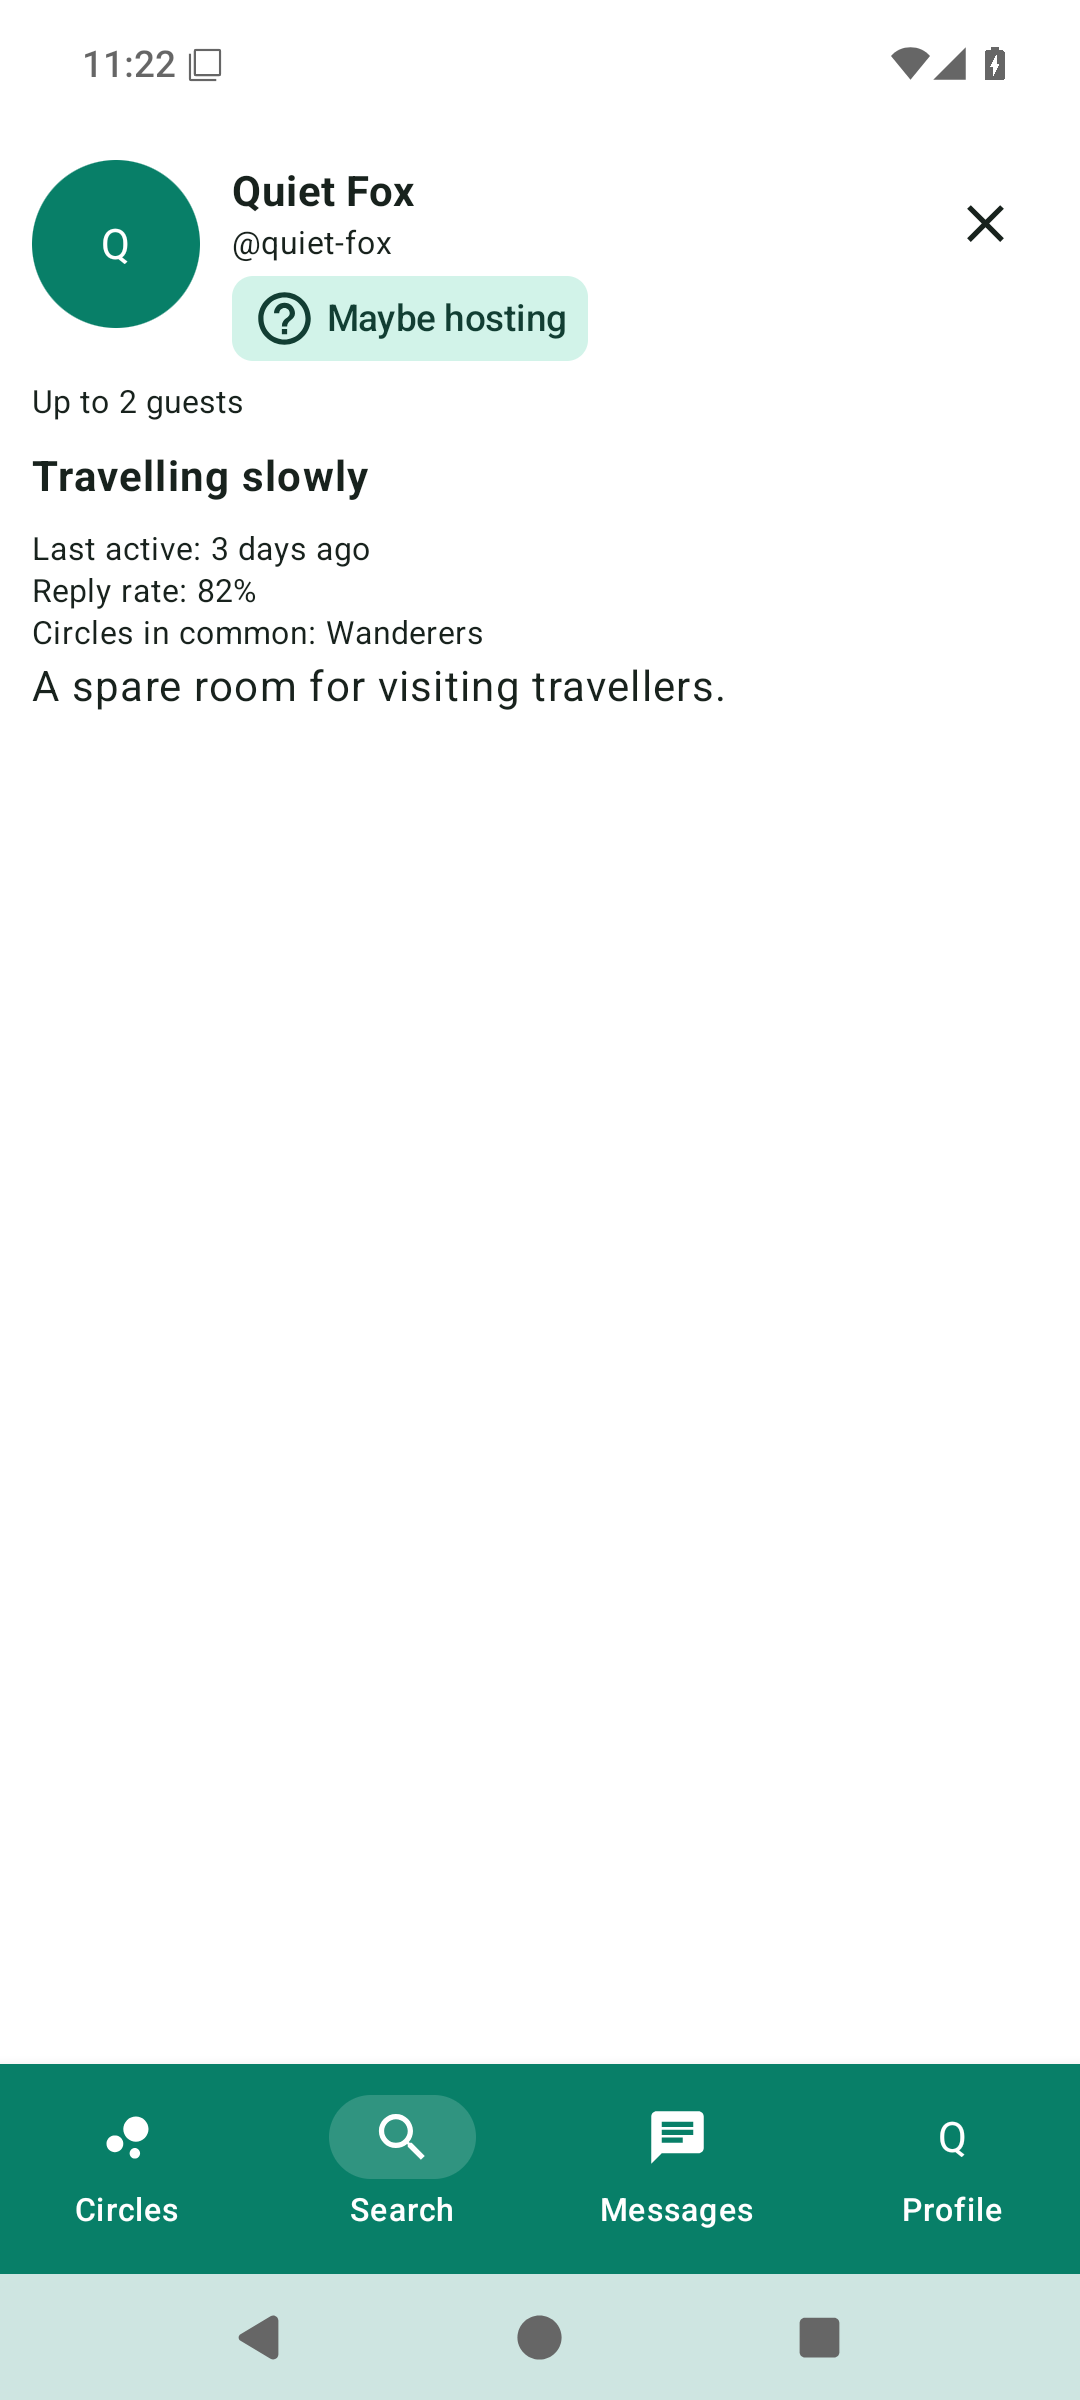 11:22
Q
Quiet Fox
@quiet-fox
Maybe hosting
Up to 2 guests
Travelling slowly
Last active: 3 days ago
Reply rate: 82%
Circles in common: Wanderers
A spare room for visiting travellers.
Q
Circles
Search
Messages
Profile